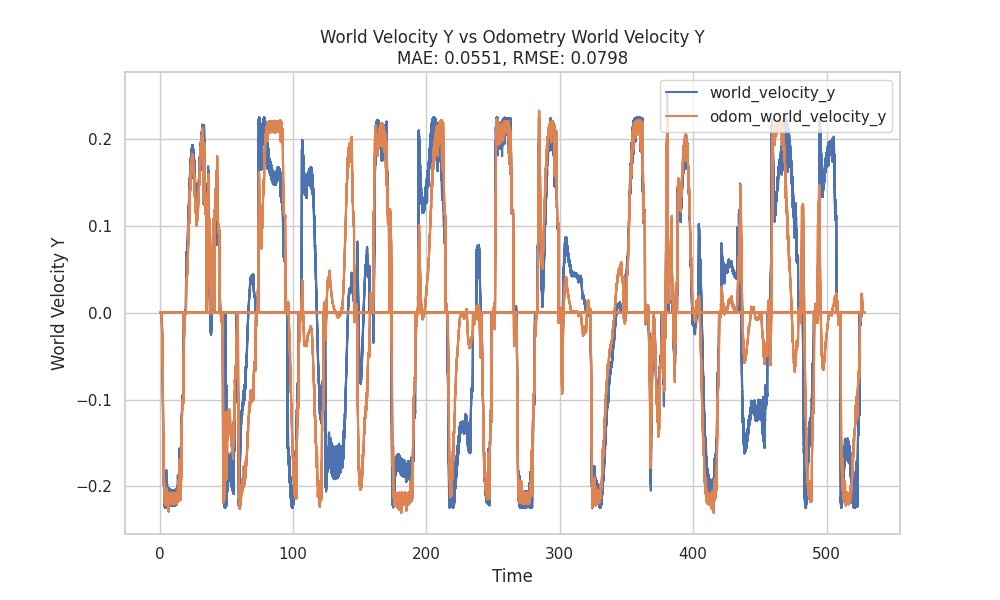 World Velocity Y vs Odometry World Velocity Y
MAE: 0.0551, RMSE: 0.0798
world_velocity_y
odom_world_velocity_y
World Velocity Y
0.2
0.1
0.0
−0.1
−0.2
0 100 200 300 400 500
Time